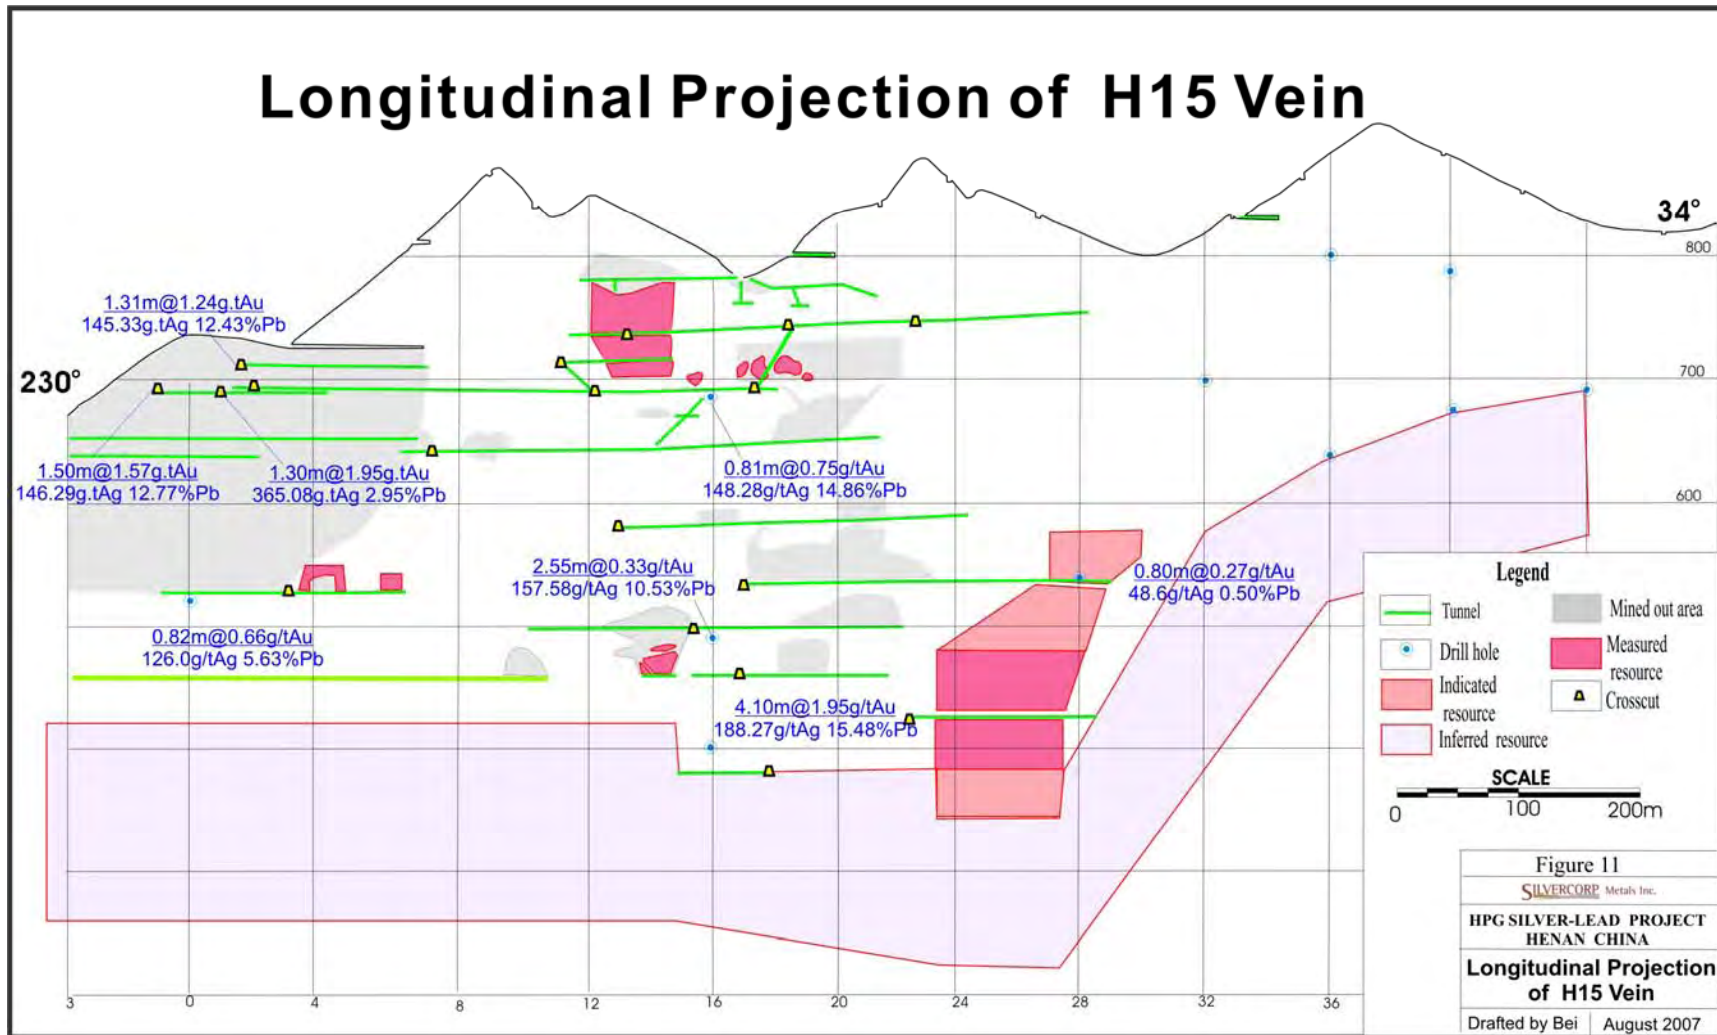 Longitudinal Projection of H15 Vein
34°
800
1.31m@1.24g.tAu
145.33g.tAg 12.43%Pb
230°
700
1.50m@1.57g.tAu
146.29g.tAg 12.77%Pb
1.30m@1.95g.tAu
365.08g.tAg 2.95%Pb
0.81m@0.75g/tAu
148.28g/tAg 14.86%Pb
600
2.55m@0.33g/tAu
157.58g/tAg 10.53%Pb
0.80m@0.27g/tAu
48.6g/tAg 0.50%Pb
0.82m@0.66g/tAu
126.0g/tAg 5.63%Pb
4.10m@1.95g/tAu
188.27g/tAg 15.48%Pb
Legend
Tunnel
Mined out area
Drill hole
Measured
resource
Indicated
resource
Crosscut
Inferred resource
SCALE
0 100 200m
3 0 4 8 12 16 20 24 28 32 36
Figure 11
SILVERCORP Metals Inc.
HPG SILVER-LEAD PROJECT
HENAN CHINA
Longitudinal Projection
of H15 Vein
Drafted by Bei August 2007